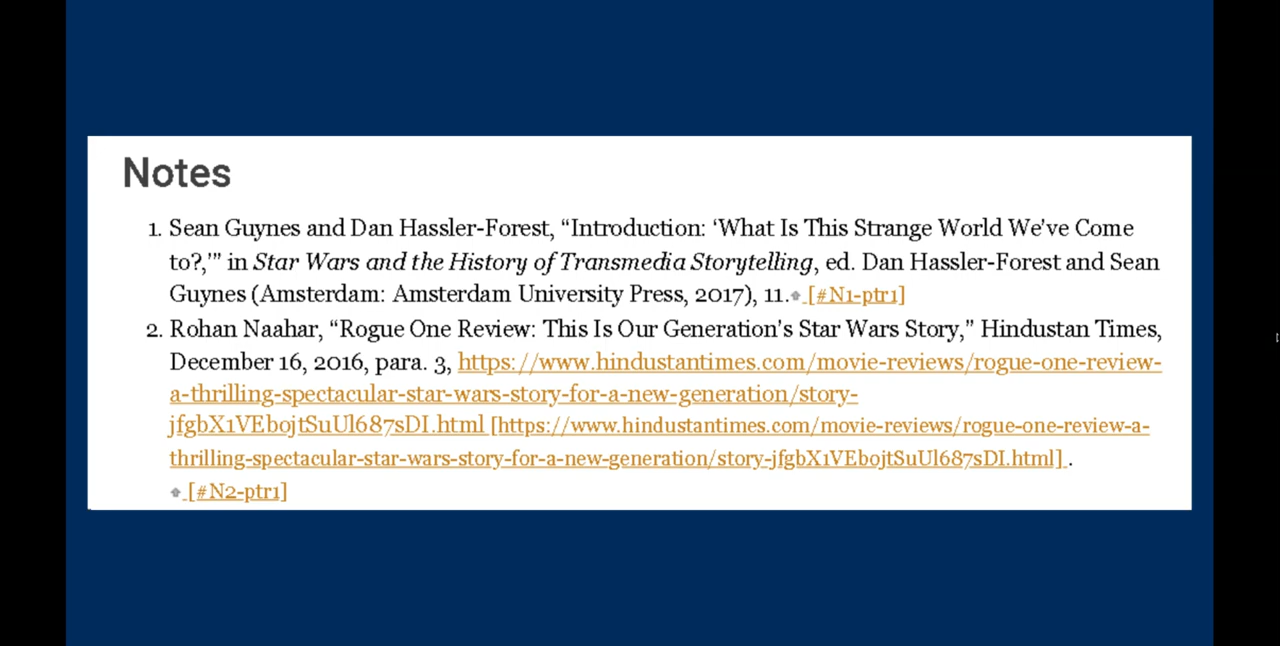 Notes
1. Sean Guynes and Dan Hassler-Forest, “Introduction: ‘What Is This Strange World We’ve Come
to?,’” in Star Wars and the History of Transmedia Storytelling, ed. Dan Hassler-Forest and Sean
Guynes (Amsterdam: Amsterdam University Press, 2017), 11. [#N1-ptr1]
2. Rohan Naahar, “Rogue One Review: This Is Our Generation’s Star Wars Story,” Hindustan Times,
December 16, 2016, para. 3, https://www.hindustantimes.com/movie-reviews/rogue-one-review-
a-thrilling-spectacular-star-wars-story-for-a-new-generation/story-
jfgbX1VEbojtSuUl687sDI.html [https://www.hindustantimes.com/movie-reviews/rogue-one-review-a-
thrilling-spectacular-star-wars-story-for-a-new-generation/story-jfgbX1VEbojtSuUl687sDI.html] .
[#N2-ptr1]